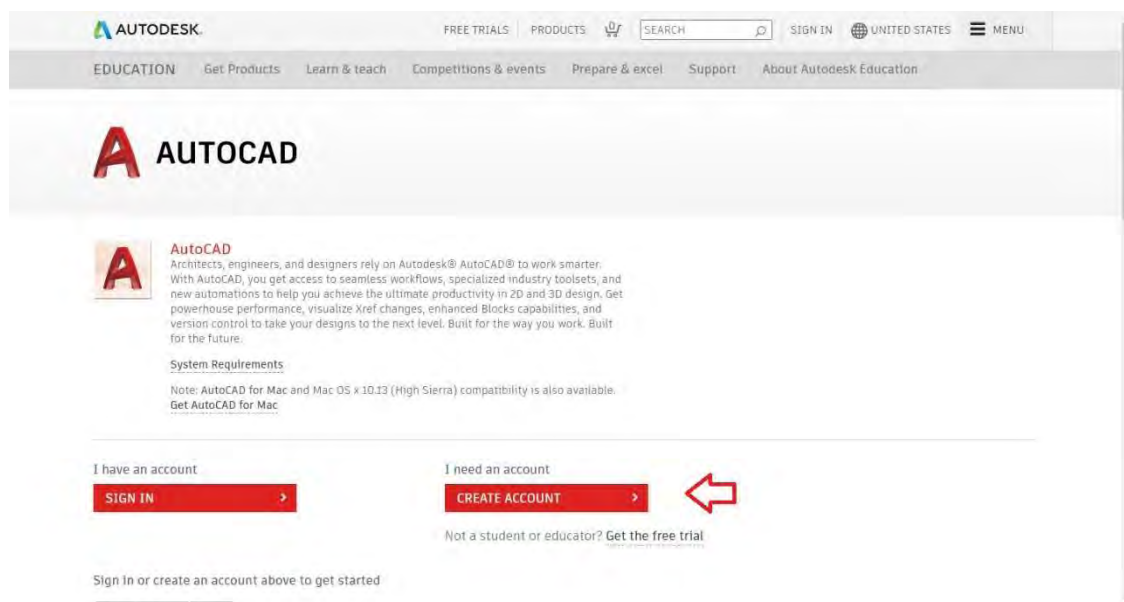 AUTODESK.
FREE TRIALS PRODUCTS 0 SEARCH SIGN IN UNITED STATES MENU
EDUCATION Get Products Learn & teach Competitions & events Prepare & excel Support About Autodesk Education
AUTOCAD
AutoCAD
Architects, engineers, and designers rely on Autodesk® AutoCAD® to work smarter.
With AutoCAD, you get access to seamless workflows, specialized industry toolsets, and
new automations to help you achieve the ultimate productivity in 2D and 3D design. Get
powerhouse performance, visualize Xref changes, enhanced Blocks capabilities, and
version control to take your designs to the next level. Built for the way you work. Built
for the future.
System Requirements
Note: AutoCAD for Mac and Mac OS x 10.13 (High Sierra) compatibility is also available.
Get AutoCAD for Mac
I have an account
SIGN IN >
I need an account
CREATE ACCOUNT >
Not a student or educator? Get the free trial
Sign in or create an account above to get started